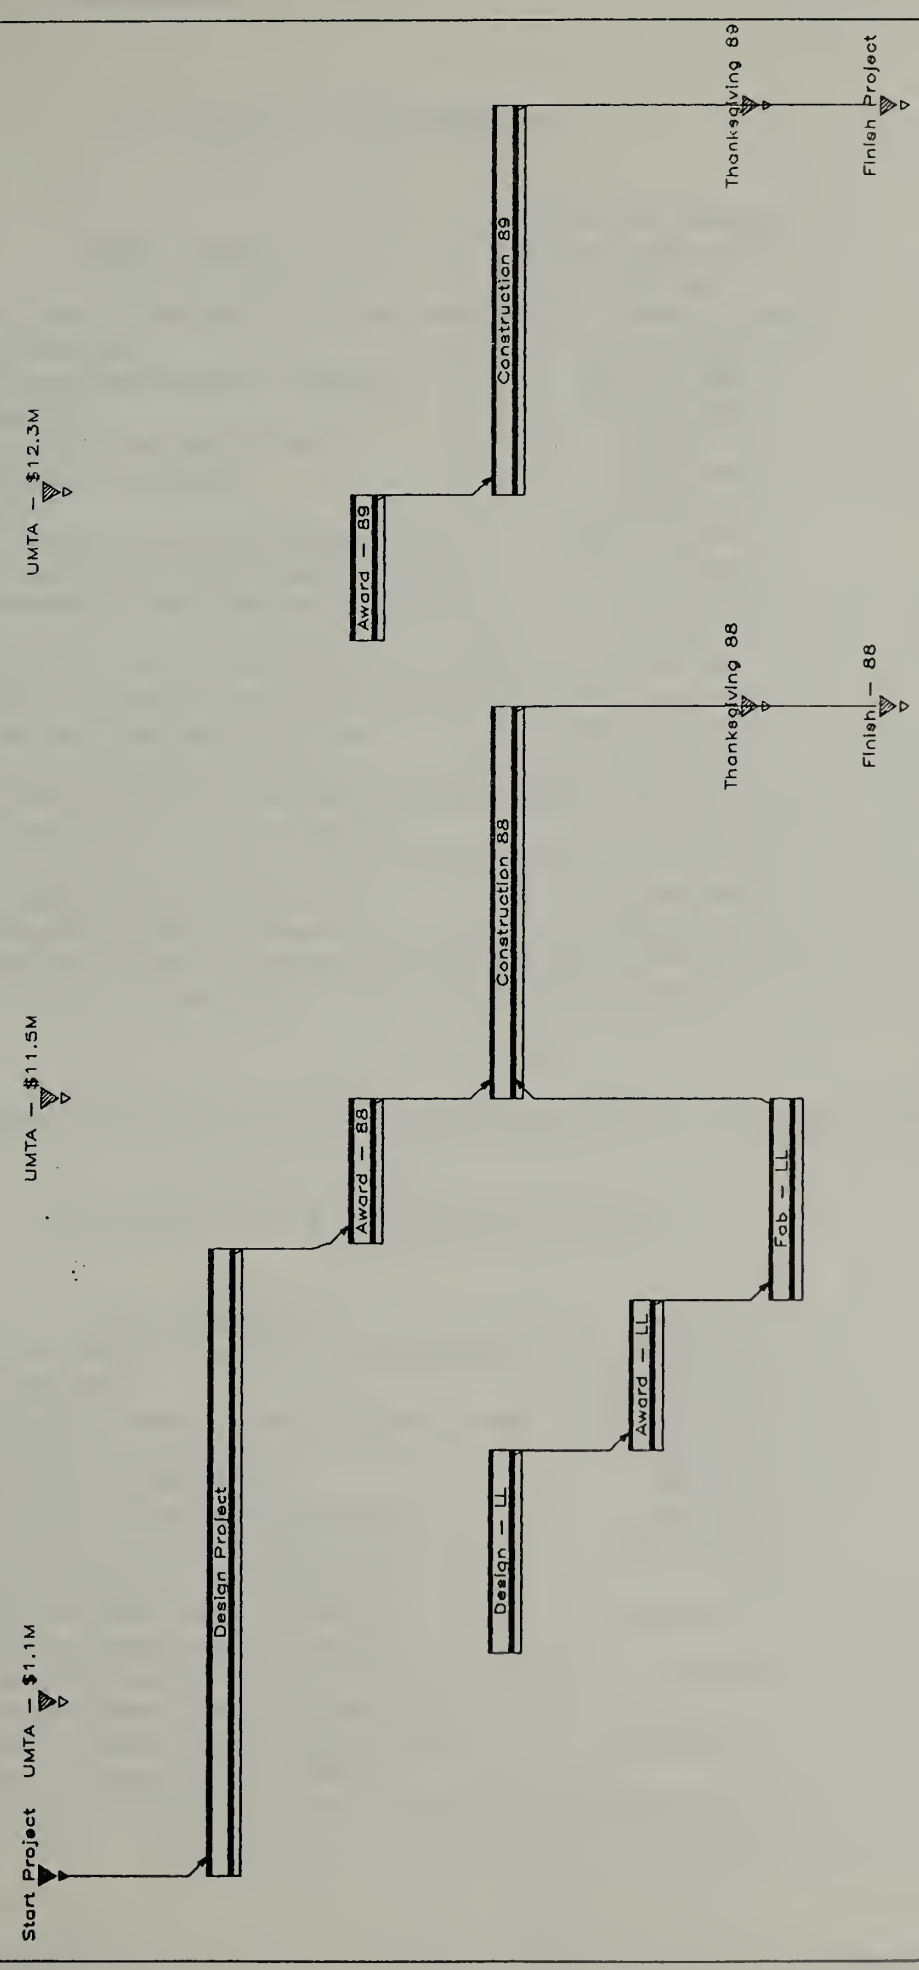 Start Project
UMTA — $1.1M
UMTA — $11.5M
UMTA — $12.3M
Design Project
Award — 88
Award — 89
Design — LL
Construction 88
Construction 89
Award — LL
Thanksgiving 88
Thanksgiving 89
Fab — LL
Finish — 88
Finish Project